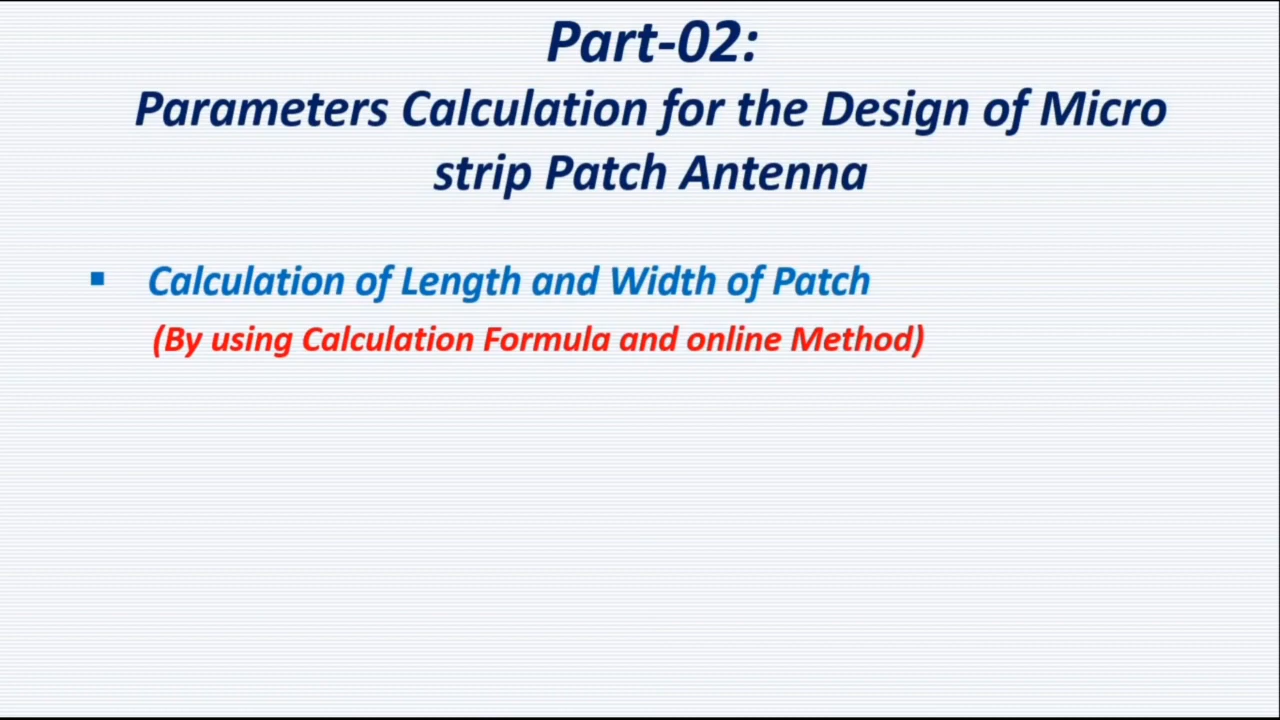 Part-02:
Parameters Calculation for the Design of Micro
strip Patch Antenna
▪ Calculation of Length and Width of Patch
(By using Calculation Formula and online Method)